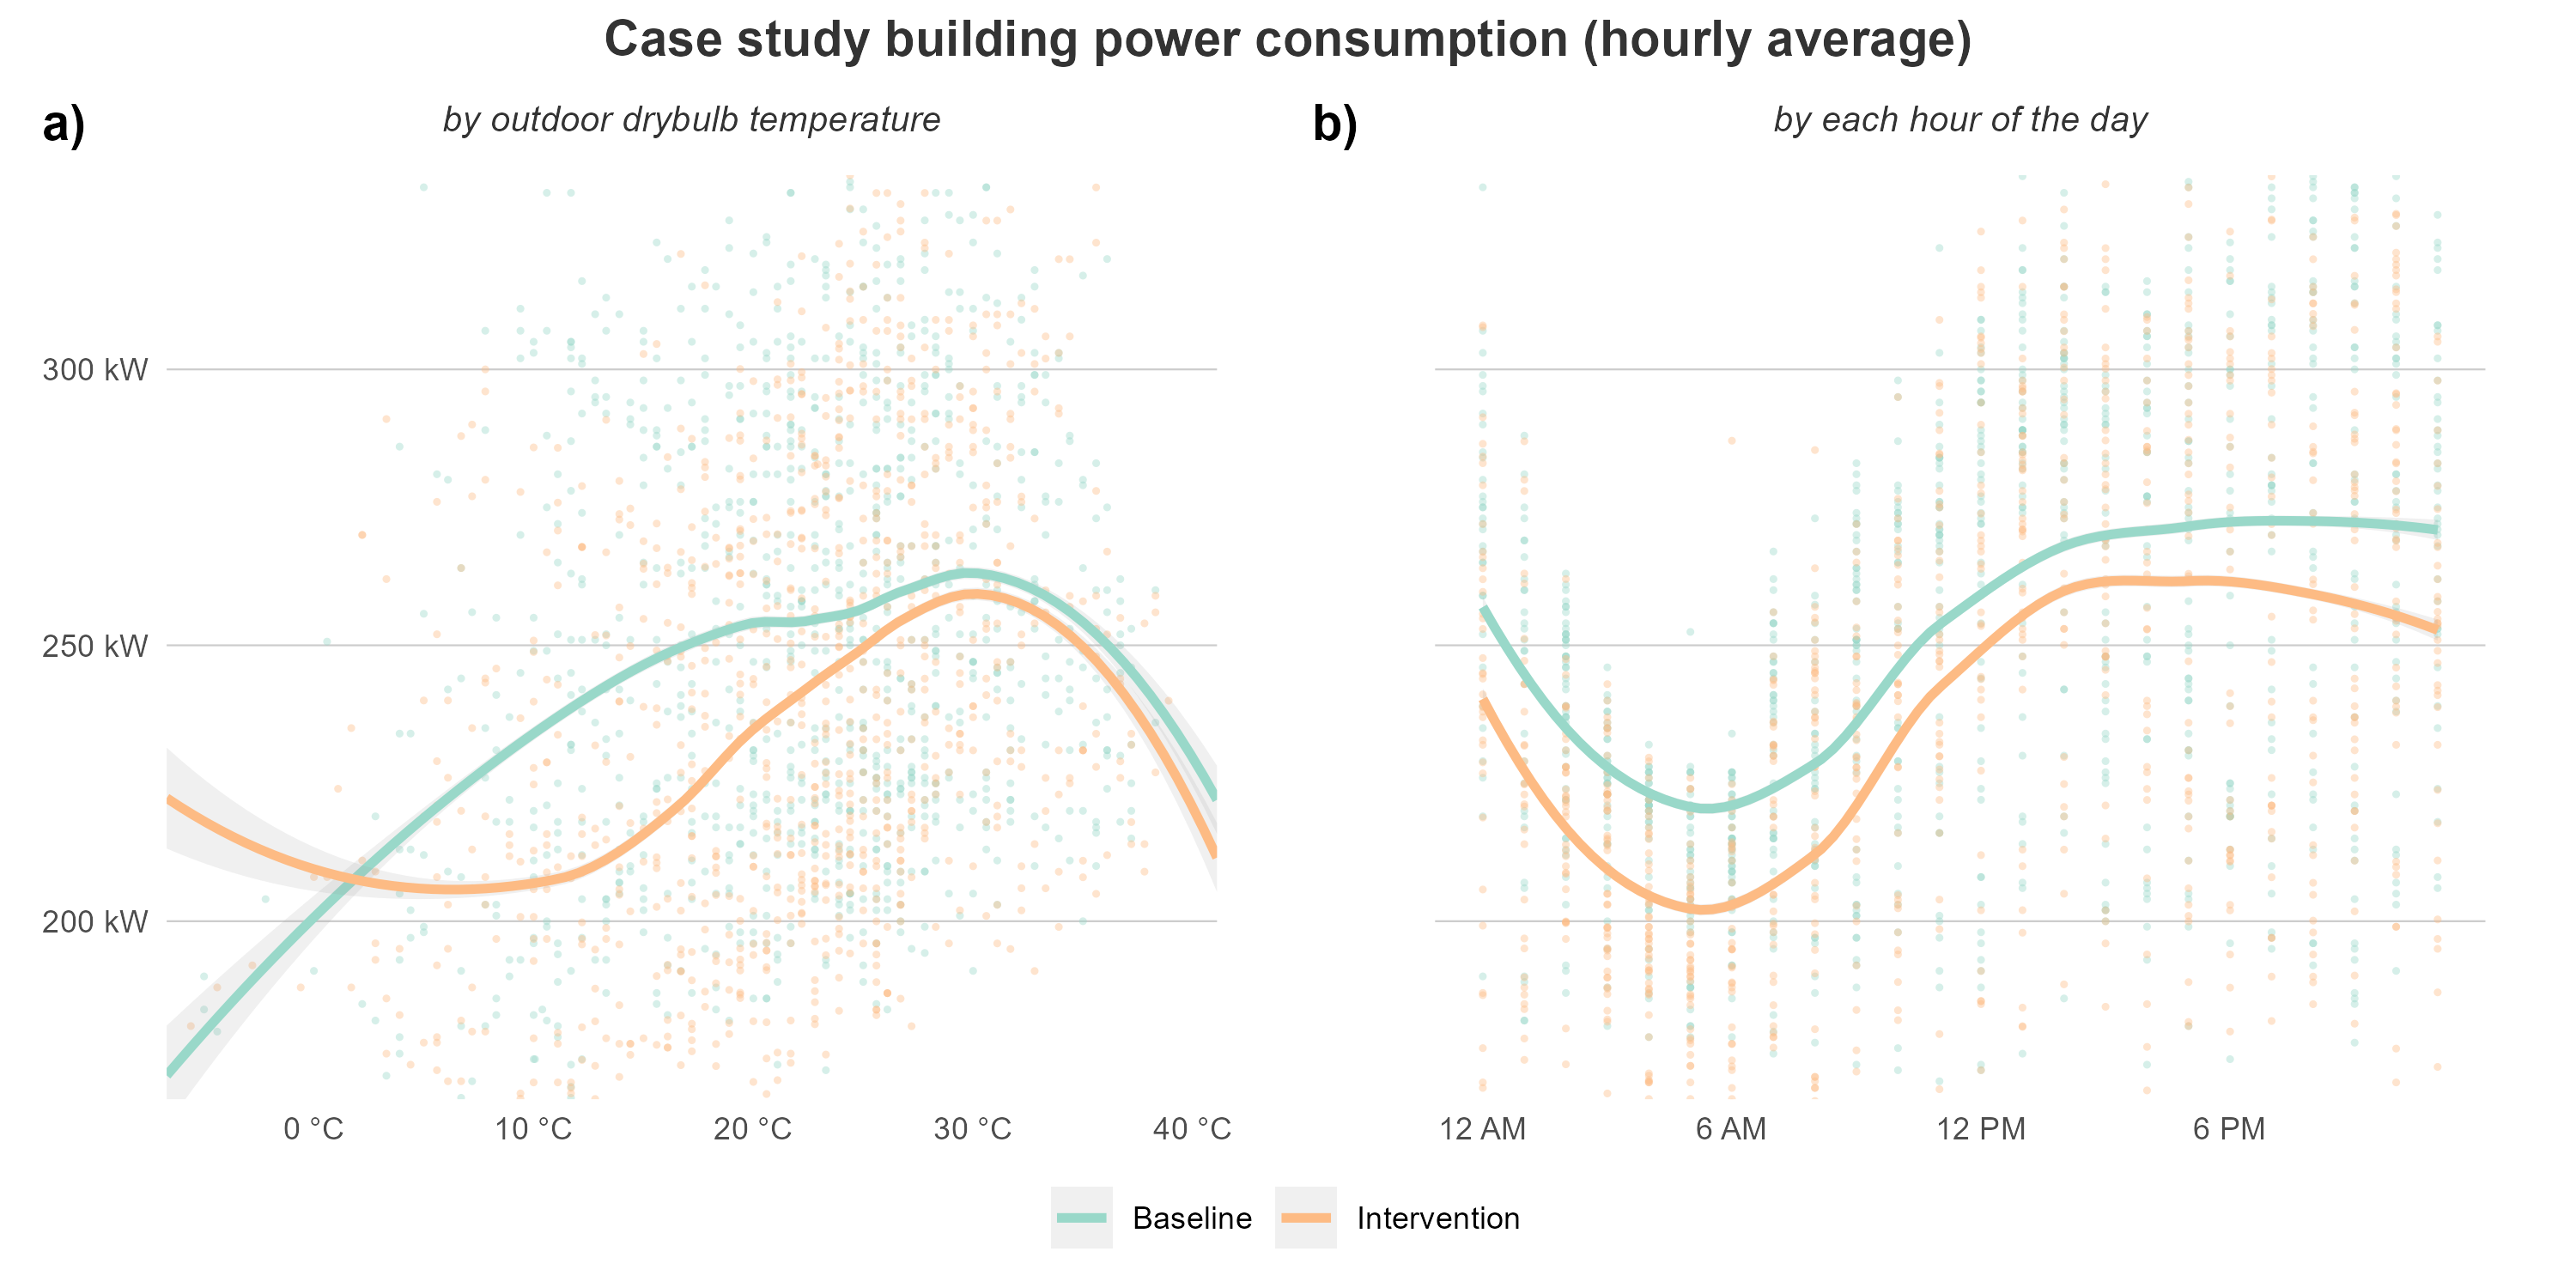 Case study building power consumption (hourly average)
a)
by outdoor drybulb temperature
300 kW
250 kW
200 kW
0 °C 10 °C 20 °C 30 °C 40 °C
b)
by each hour of the day
12 AM 6 AM 12 PM 6 PM
Baseline Intervention